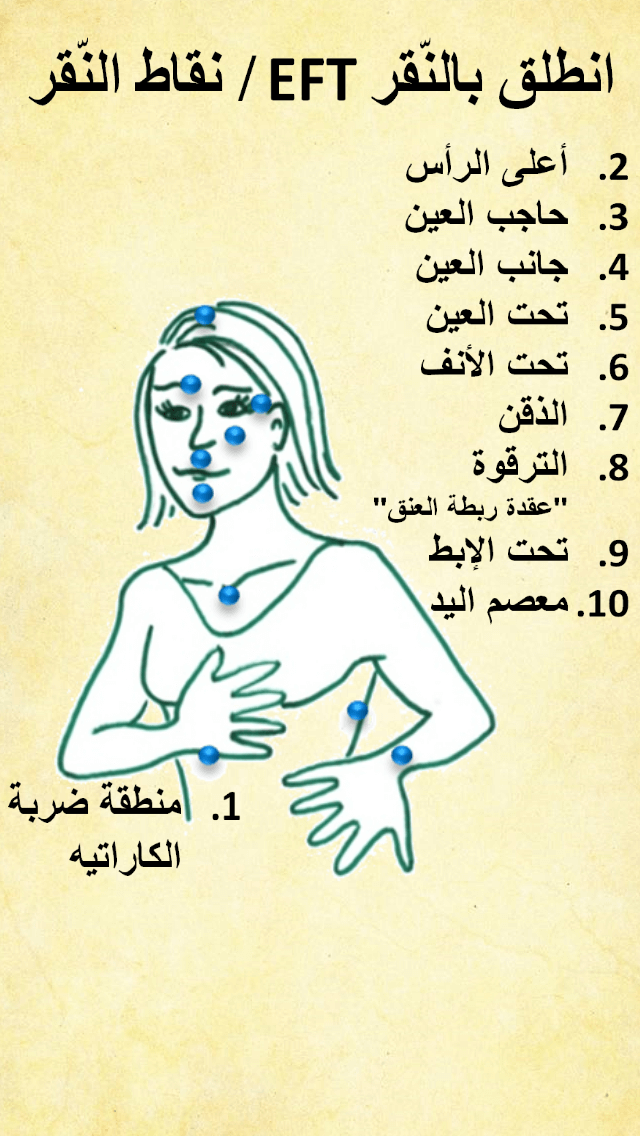 انطلق بالنّقر EFT / نقاط النّقر
2. أعلى الرأس
3. حاجب العين
4. جانب العين
5. تحت العين
6. تحت الأنف
7. الذقن
8. الترقوة
"عقدة ربطة العنق"
9. تحت الإبط
10. معصم اليد
1. منطقة ضربة
الكاراتيه